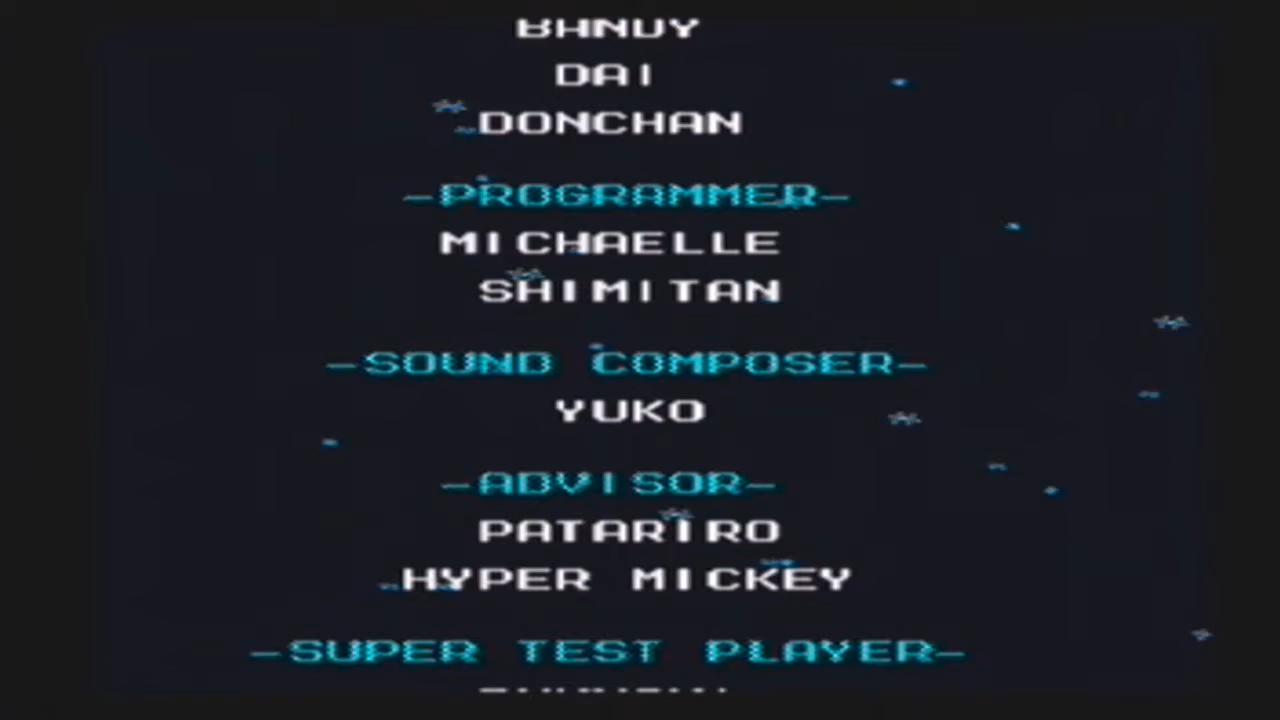 DAI
DONCHAN
-PROGRAMMER-
MICHAELLE
SHIMITAN
-SOUND COMPOSER-
YUKO
-ADVISOR-
PATARIRO
HYPER MICKEY
-SUPER TEST PLAYER-